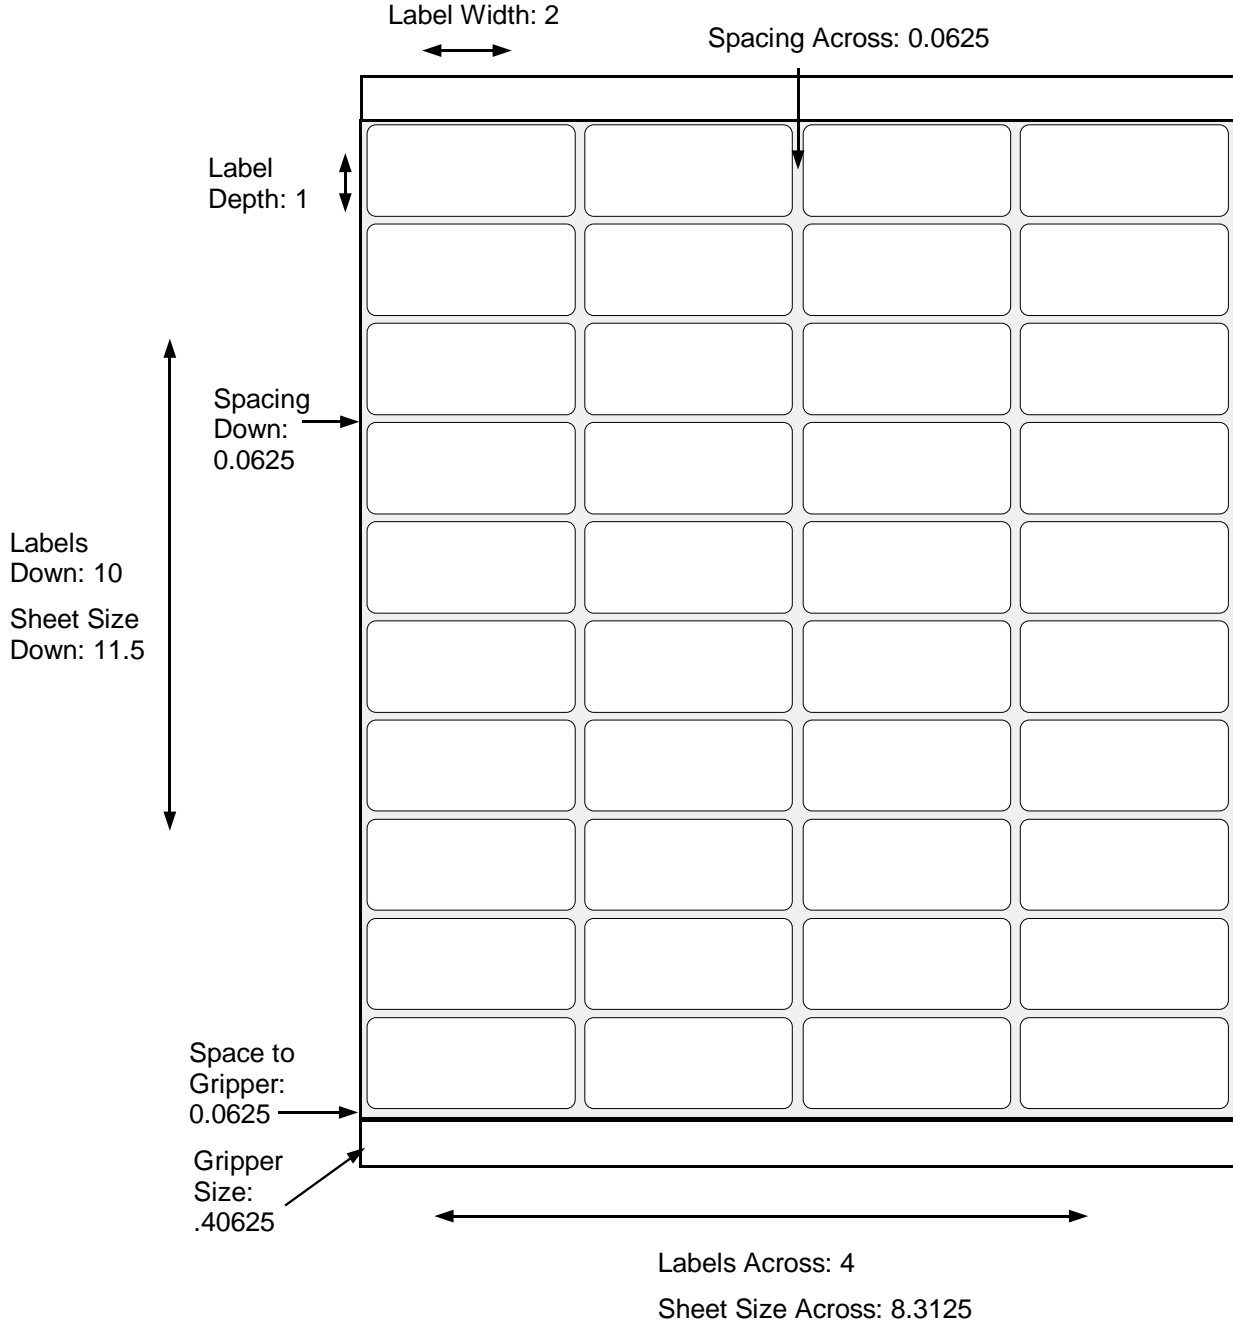 Label Width: 2
Spacing Across: 0.0625
Label
Depth: 1
Spacing
Down:
0.0625
Labels
Down: 10
Sheet Size
Down: 11.5
Space to
Gripper:
0.0625
Gripper
Size:
.40625
Labels Across: 4
Sheet Size Across: 8.3125